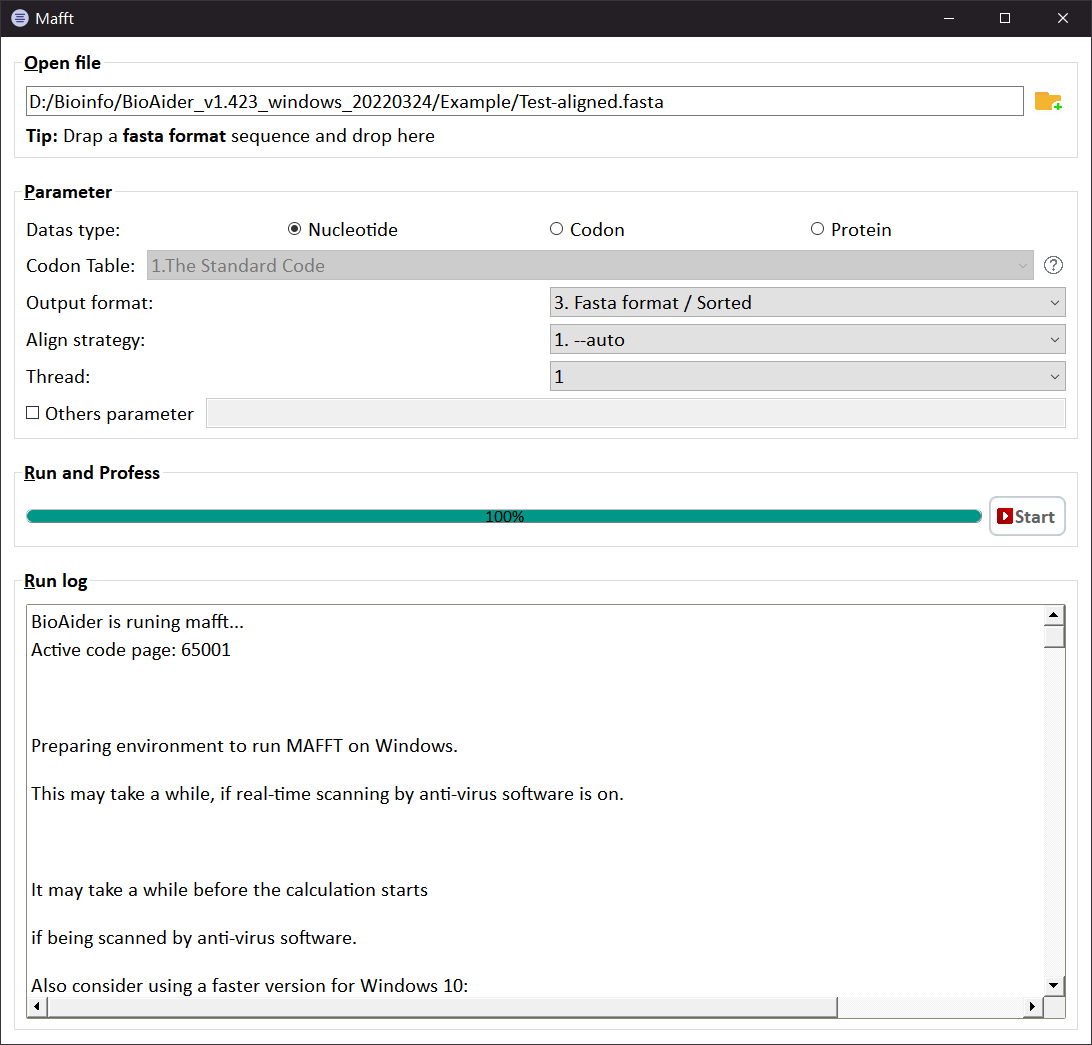 Mafft
Open file
D:/Bioinfo/BioAider_v1.423_windows_20220324/Example/Test-aligned.fasta
Tip: Drap a fasta format sequence and drop here
Parameter
Datas type: Nucleotide Codon Protein
Codon Table: 1.The Standard Code ?
Output format: 3. Fasta format / Sorted
Align strategy: 1. --auto
Thread: 1
Others parameter
Run and Profess
100% Start
Run log
BioAider is runing mafft...
Active code page: 65001
Preparing environment to run MAFFT on Windows.
This may take a while, if real-time scanning by anti-virus software is on.
It may take a while before the calculation starts
if being scanned by anti-virus software.
Also consider using a faster version for Windows 10: